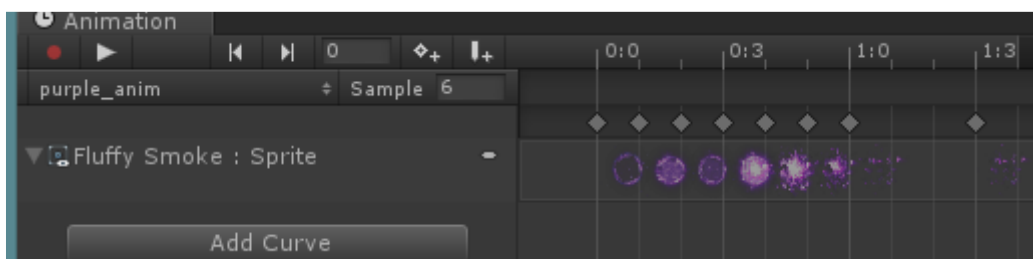 Animation
0 0:0 0:3 1:0 1:3
purple_anim Sample 6
Fluffy Smoke : Sprite
Add Curve